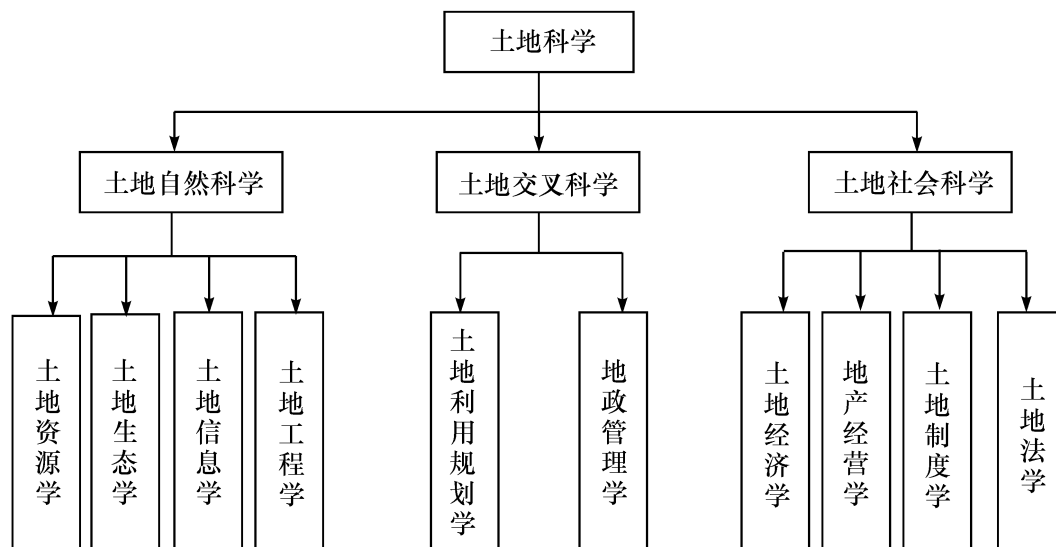 土地科学
土地自然科学
土地交叉科学
土地社会科学
土地资源学
土地生态学
土地信息学
土地工程学
土地利用规划学
地政管理学
土地经济学
地产经营学
土地制度学
土地法学